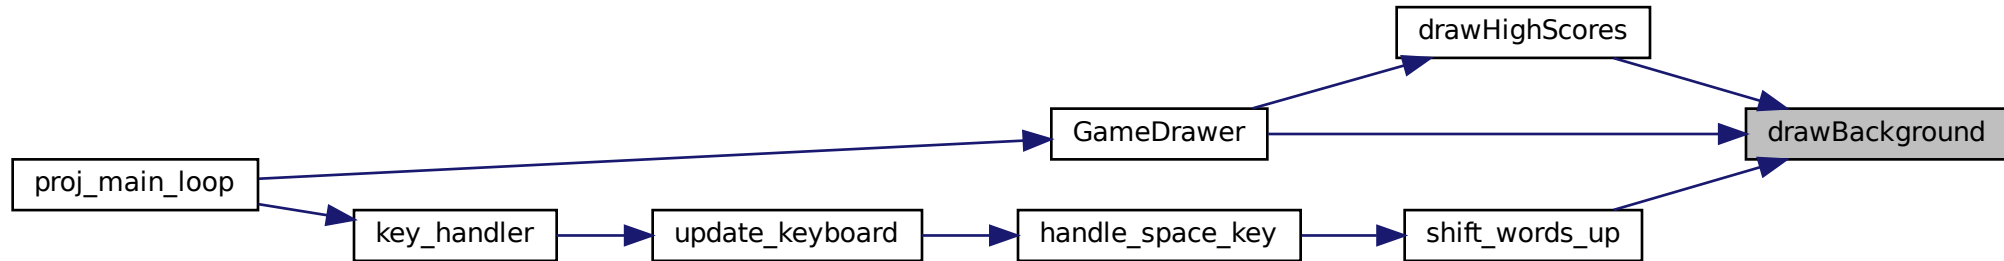 drawHighScores
GameDrawer
drawBackground
proj_main_loop
key_handler
update_keyboard
handle_space_key
shift_words_up